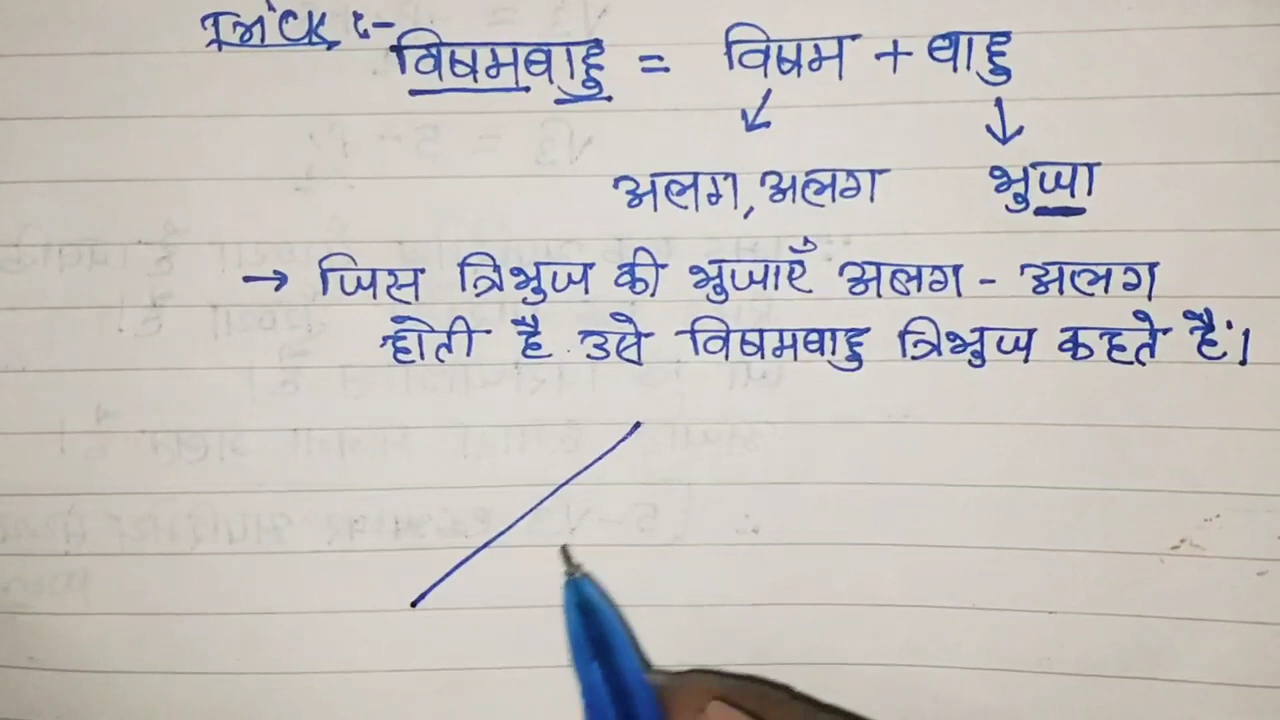 Trick :-
विषमबाहु = विषम + बाहु
अलग, अलग भुजा
→ जिस त्रिभुज की भुजाएँ अलग - अलग
होती है उसे विषमबाहु त्रिभुज कहते हैं।